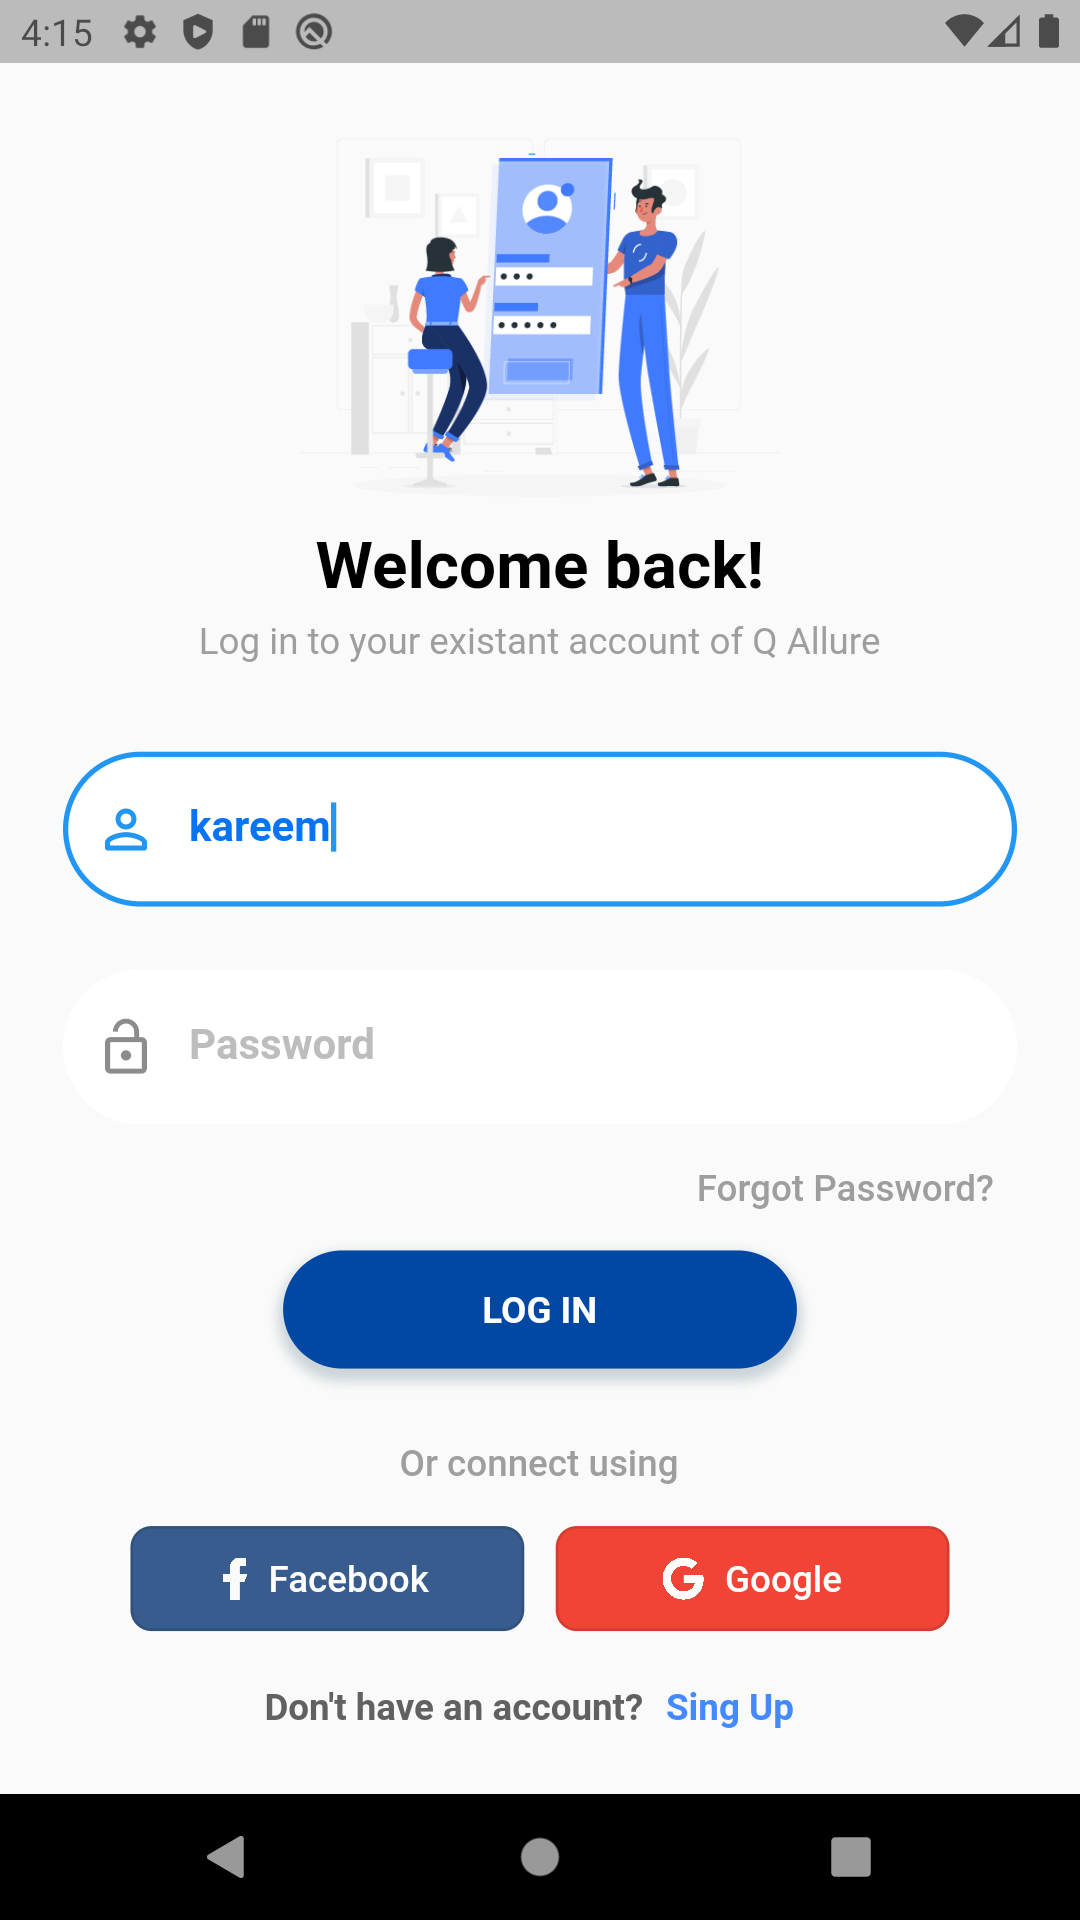 4:15
Welcome back!
Log in to your existant account of Q Allure
kareem
Password
Forgot Password?
LOG IN
Or connect using
Facebook
Google
Don't have an account? Sing Up